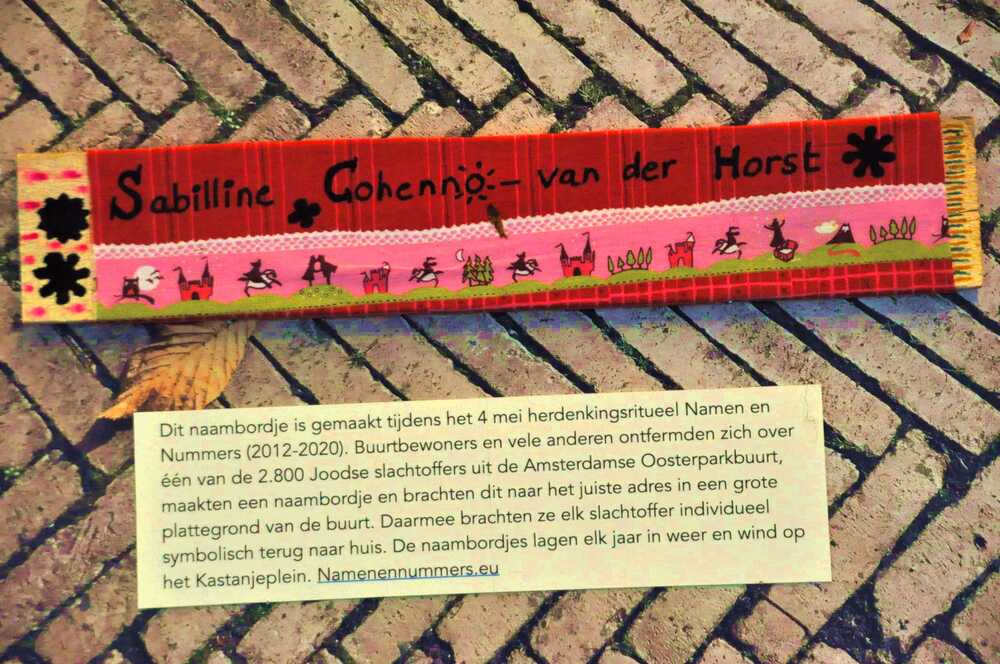 Sabilline Cohenno - van der Horst
Dit naambordje is gemaakt tijdens het 4 mei herdenkingsritueel Namen en
Nummers (2012-2020). Buurtbewoners en vele anderen ontfermden zich over
één van de 2.800 Joodse slachtoffers uit de Amsterdamse Oosterparkbuurt,
maakten een naambordje en brachten dit naar het juiste adres in een grote
plattegrond van de buurt. Daarmee brachten ze elk slachtoffer individueel
symbolisch terug naar huis. De naambordjes lagen elk jaar in weer en wind op
het Kastanjeplein. Namenennummers.eu